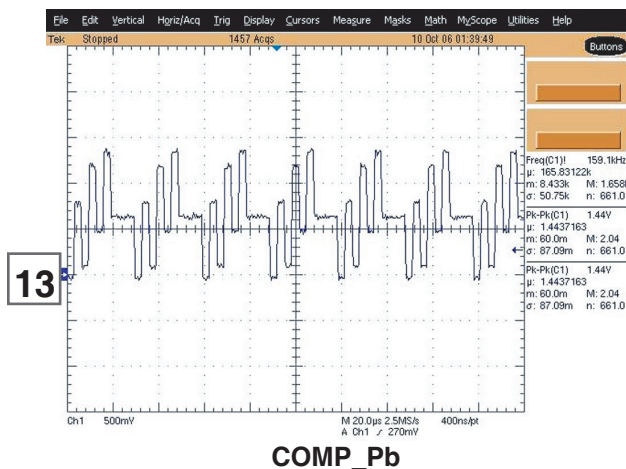 File Edit Vertical Horiz/Acq Trig Display Cursors Measure Masks Math MyScope Utilities Help
Tek Stopped 1457 Acqs 10 Oct 06 01:39:49 Buttons
Freq(C1)! 159.1kHz
µ: 165.83122k
m: 8.433k M: 1.658
σ: 50.75k n: 661.0
Pk-Pk(C1) 1.44V
µ: 1.4437163
m: 60.0m M: 2.04
σ: 87.09m n: 661.0
Pk-Pk(C1) 1.44V
µ: 1.4437163
m: 60.0m M: 2.04
σ: 87.09m n: 661.0
13
Ch1 500mV M 20.0µs 2.5MS/s 400ns/pt
A Ch1 ∕ 270mV
COMP_Pb